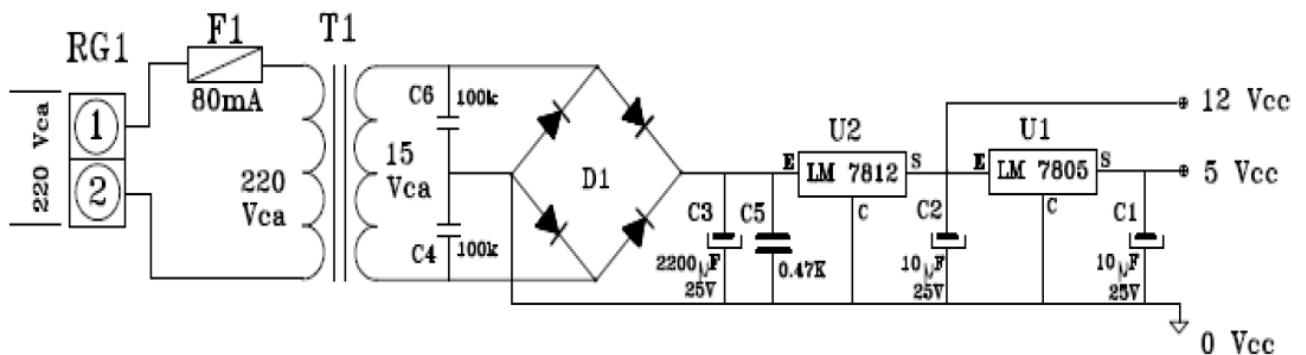 RG1
F1
T1
80mA
220 Vca
1
2
220
Vca
15
Vca
C6
100k
C4
100k
D1
U2
E
LM 7812
S
C
U1
E
LM 7805
S
C
12 Vcc
5 Vcc
C3
2200µF
25V
C5
0.47K
C2
10µF
25V
C1
10µF
25V
0 Vcc